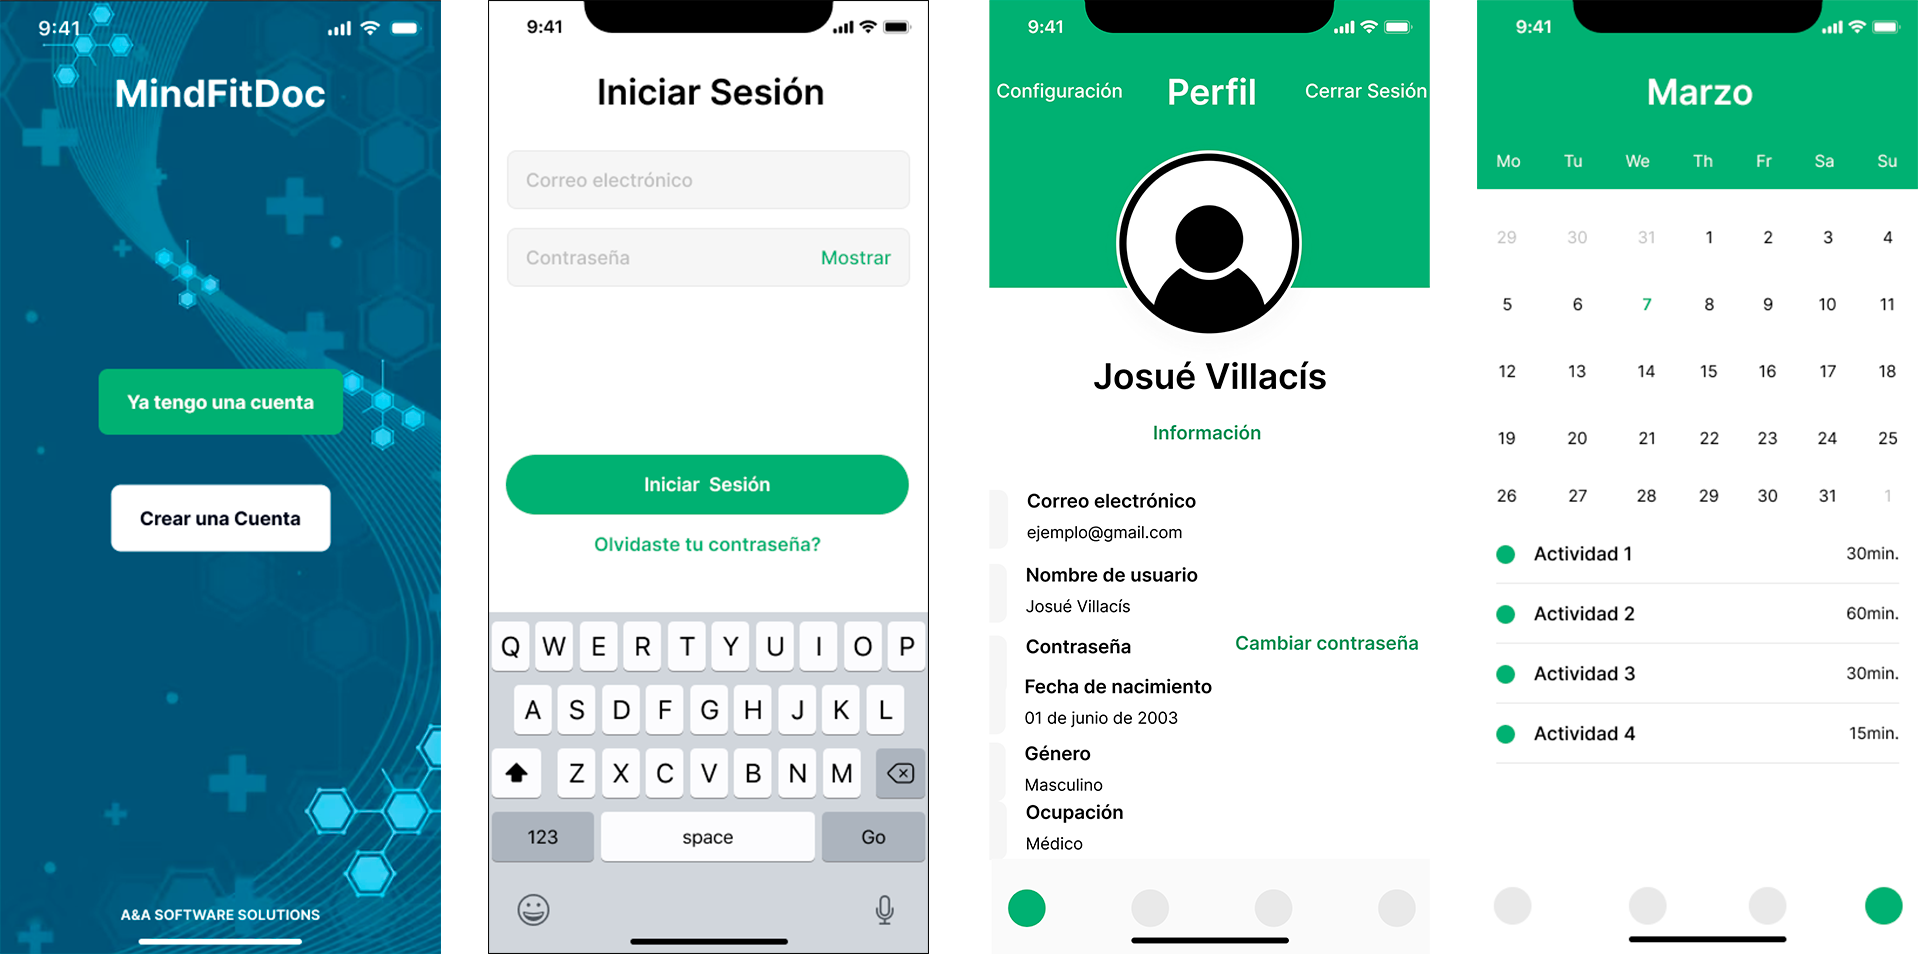 9:41
MindFitDoc
Ya tengo una cuenta
Crear una Cuenta
A&A SOFTWARE SOLUTIONS
9:41
Iniciar Sesión
Correo electrónico
Contraseña Mostrar
Iniciar Sesión
Olvidaste tu contraseña?
Q W E R T Y U I O P
A S D F G H J K L
Z X C V B N M
123 space Go
9:41
Configuración Perfil Cerrar Sesión
Josué Villacís
Información
Correo electrónico
ejemplo@gmail.com
Nombre de usuario
Josué Villacís
Contraseña Cambiar contraseña
Fecha de nacimiento
01 de junio de 2003
Género
Masculino
Ocupación
Médico
9:41
Marzo
Mo Tu We Th Fr Sa Su
29 30 31 1 2 3 4
5 6 7 8 9 10 11
12 13 14 15 16 17 18
19 20 21 22 23 24 25
26 27 28 29 30 31 1
Actividad 1 30min.
Actividad 2 60min.
Actividad 3 30min.
Actividad 4 15min.